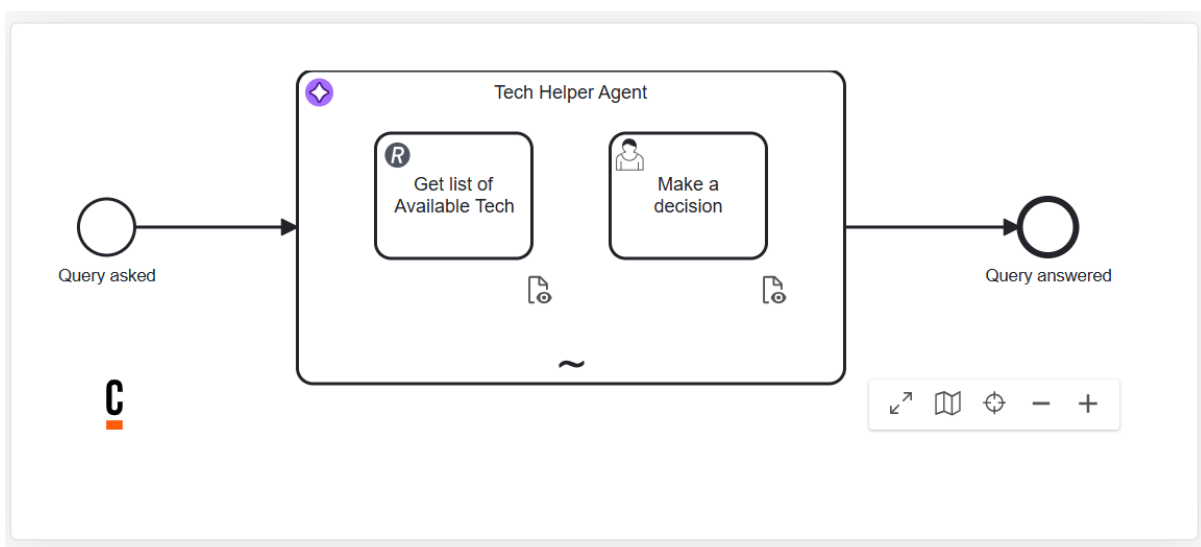 Tech Helper Agent
R
Get list of
Available Tech
Make a
decision
Query asked
Query answered
C